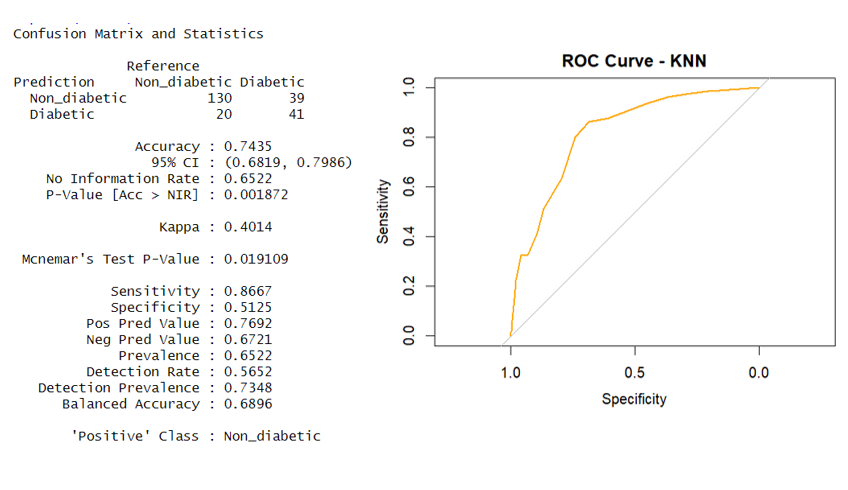 Confusion Matrix and Statistics
Reference
Prediction Non_diabetic Diabetic
Non_diabetic 130 39
Diabetic 20 41
Accuracy : 0.7435
95% CI : (0.6819, 0.7986)
No Information Rate : 0.6522
P-Value [Acc > NIR] : 0.001872
Kappa : 0.4014
Mcnemar's Test P-Value : 0.019109
Sensitivity : 0.8667
Specificity : 0.5125
Pos Pred Value : 0.7692
Neg Pred Value : 0.6721
Prevalence : 0.6522
Detection Rate : 0.5652
Detection Prevalence : 0.7348
Balanced Accuracy : 0.6896
'Positive' Class : Non_diabetic
ROC Curve - KNN
Sensitivity
1.0
0.8
0.6
0.4
0.2
0.0
1.0 0.5 0.0
Specificity